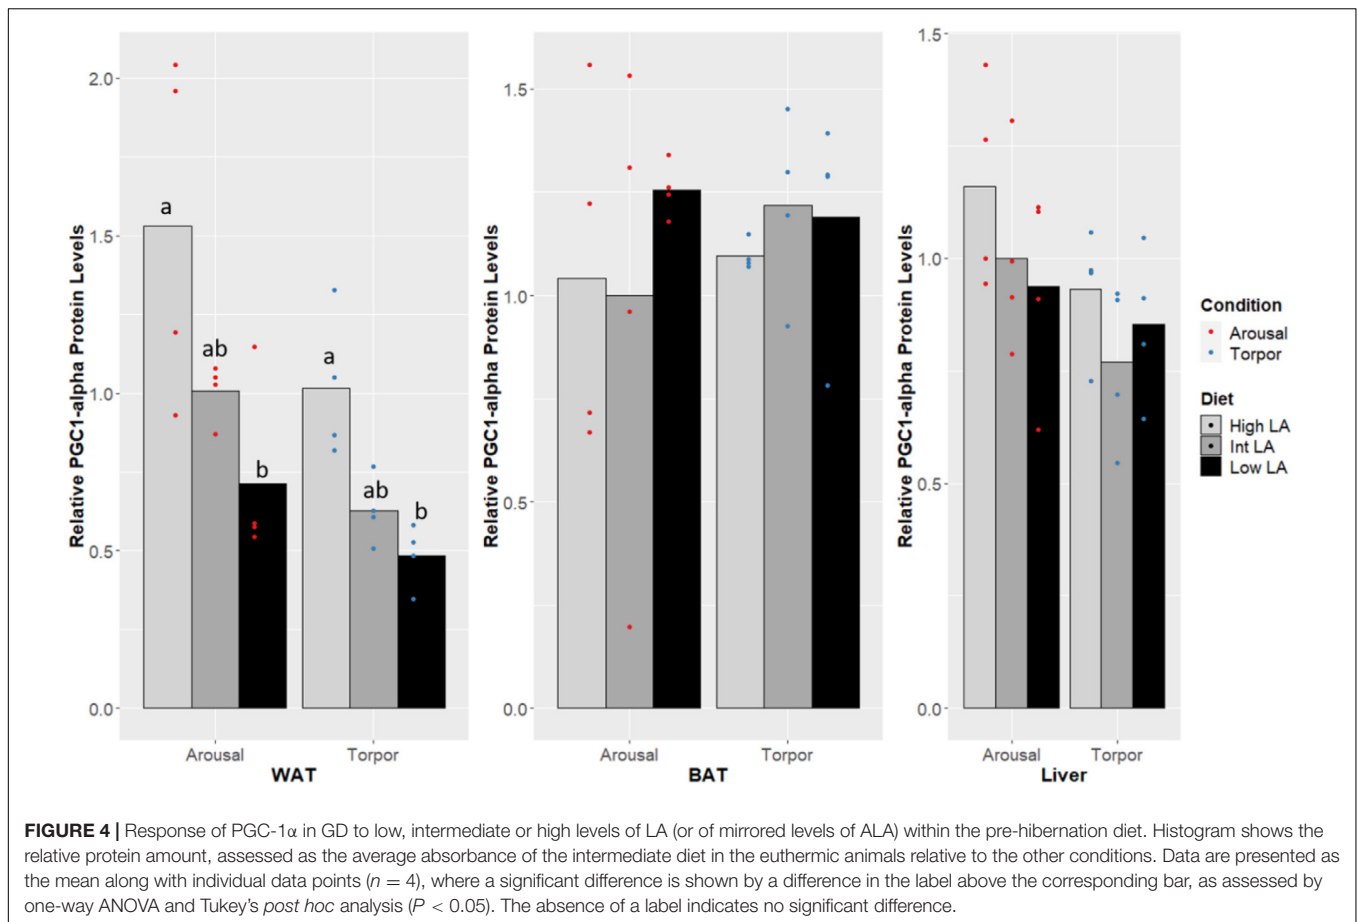 Relative PGC1-alpha Protein Levels
2.0
1.5
1.0
0.5
0.0
a
ab
b
a
ab
b
Arousal
Torpor
WAT
Relative PGC1-alpha Protein Levels
1.5
1.0
0.5
0.0
Arousal
Torpor
BAT
Relative PGC1-alpha Protein Levels
1.5
1.0
0.5
0.0
Arousal
Torpor
Liver
Condition
Arousal
Torpor
Diet
High LA
Int LA
Low LA
FIGURE 4 | Response of PGC-1α in GD to low, intermediate or high levels of LA (or of mirrored levels of ALA) within the pre-hibernation diet. Histogram shows the
relative protein amount, assessed as the average absorbance of the intermediate diet in the euthermic animals relative to the other conditions. Data are presented as
the mean along with individual data points (n = 4), where a significant difference is shown by a difference in the label above the corresponding bar, as assessed by
one-way ANOVA and Tukey's post hoc analysis (P < 0.05). The absence of a label indicates no significant difference.